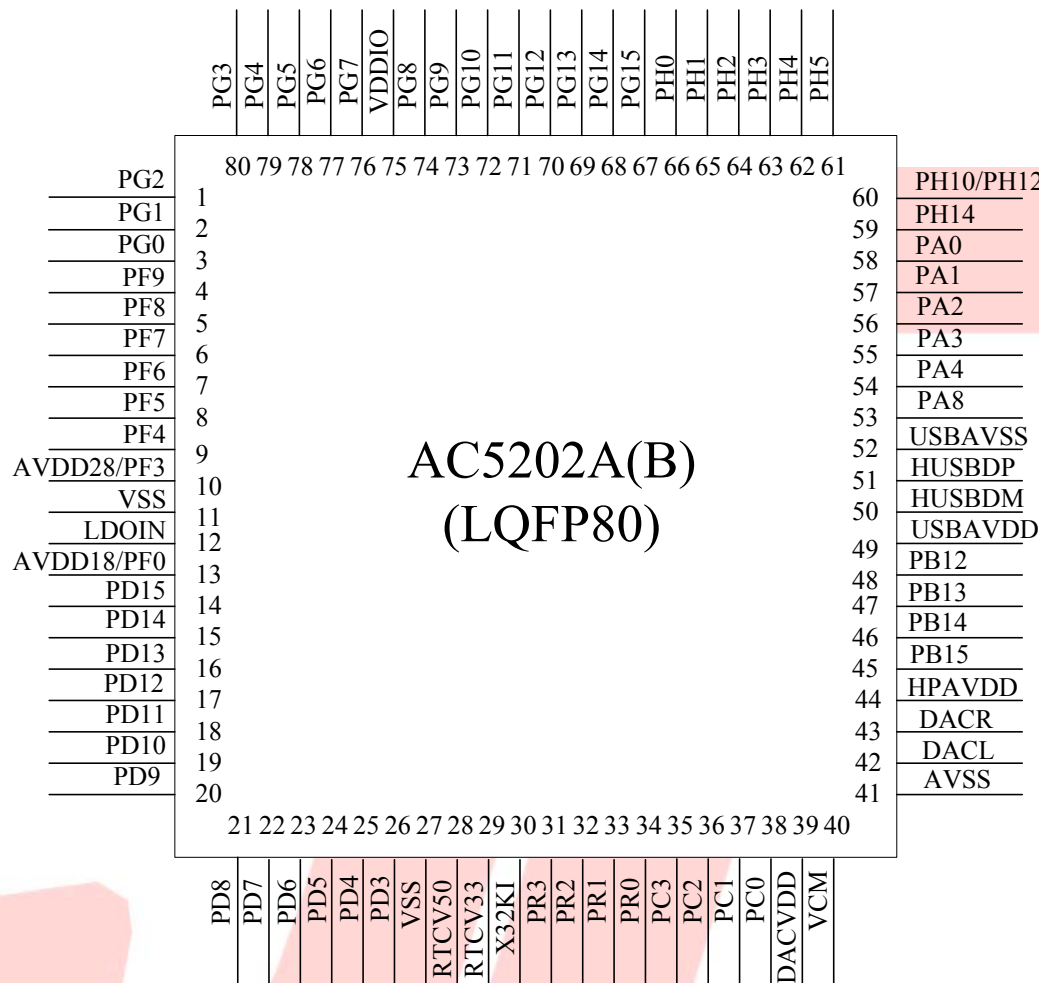 PG3 PG4 PG5 PG6 PG7 VDDIO PG8 PG9 PG10 PG11 PG12 PG13 PG14 PG15 PH0 PH1 PH2 PH3 PH4 PH5
80 79 78 77 76 75 74 73 72 71 70 69 68 67 66 65 64 63 62 61
PG2 1
PG1 2
PG0 3
PF9 4
PF8 5
PF7 6
PF6 7
PF5 8
PF4 9
AVDD28/PF3 10
VSS 11
LDOIN 12
AVDD18/PF0 13
PD15 14
PD14 15
PD13 16
PD12 17
PD11 18
PD10 19
PD9 20
AC5202A(B)
(LQFP80)
60 PH10/PH12
59 PH14
58 PA0
57 PA1
56 PA2
55 PA3
54 PA4
53 PA8
52 USBAVSS
51 HUSBDP
50 HUSBDM
49 USBAVDD
48 PB12
47 PB13
46 PB14
45 PB15
44 HPAVDD
43 DACR
42 DACL
41 AVSS
21 22 23 24 25 26 27 28 29 30 31 32 33 34 35 36 37 38 39 40
PD8 PD7 PD6 PD5 PD4 PD3 VSS RTCV50 RTCV33 X32KI PR3 PR2 PR1 PR0 PC3 PC2 PC1 PC0 DACVDD VCM